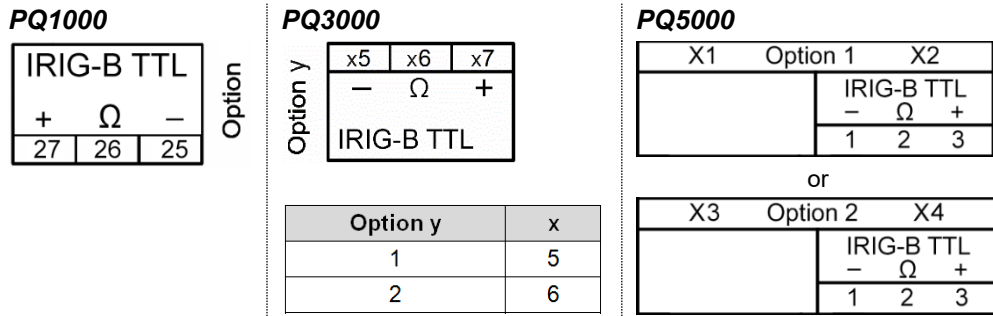 PQ1000
IRIG-B TTL
+ Ω –
27 26 25
Option
PQ3000
Option y
x5 x6 x7
– Ω +
IRIG-B TTL
Option y x
1 5
2 6
PQ5000
X1 Option 1 X2
IRIG-B TTL
– Ω +
1 2 3
or
X3 Option 2 X4
IRIG-B TTL
– Ω +
1 2 3